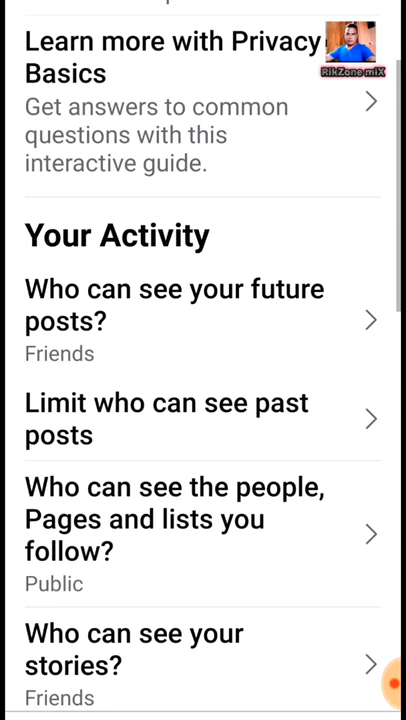 Learn more with Privacy
Basics
RikZone miX
Get answers to common
questions with this
interactive guide.
Your Activity
Who can see your future
posts?
Friends
Limit who can see past
posts
Who can see the people,
Pages and lists you
follow?
Public
Who can see your
stories?
Friends